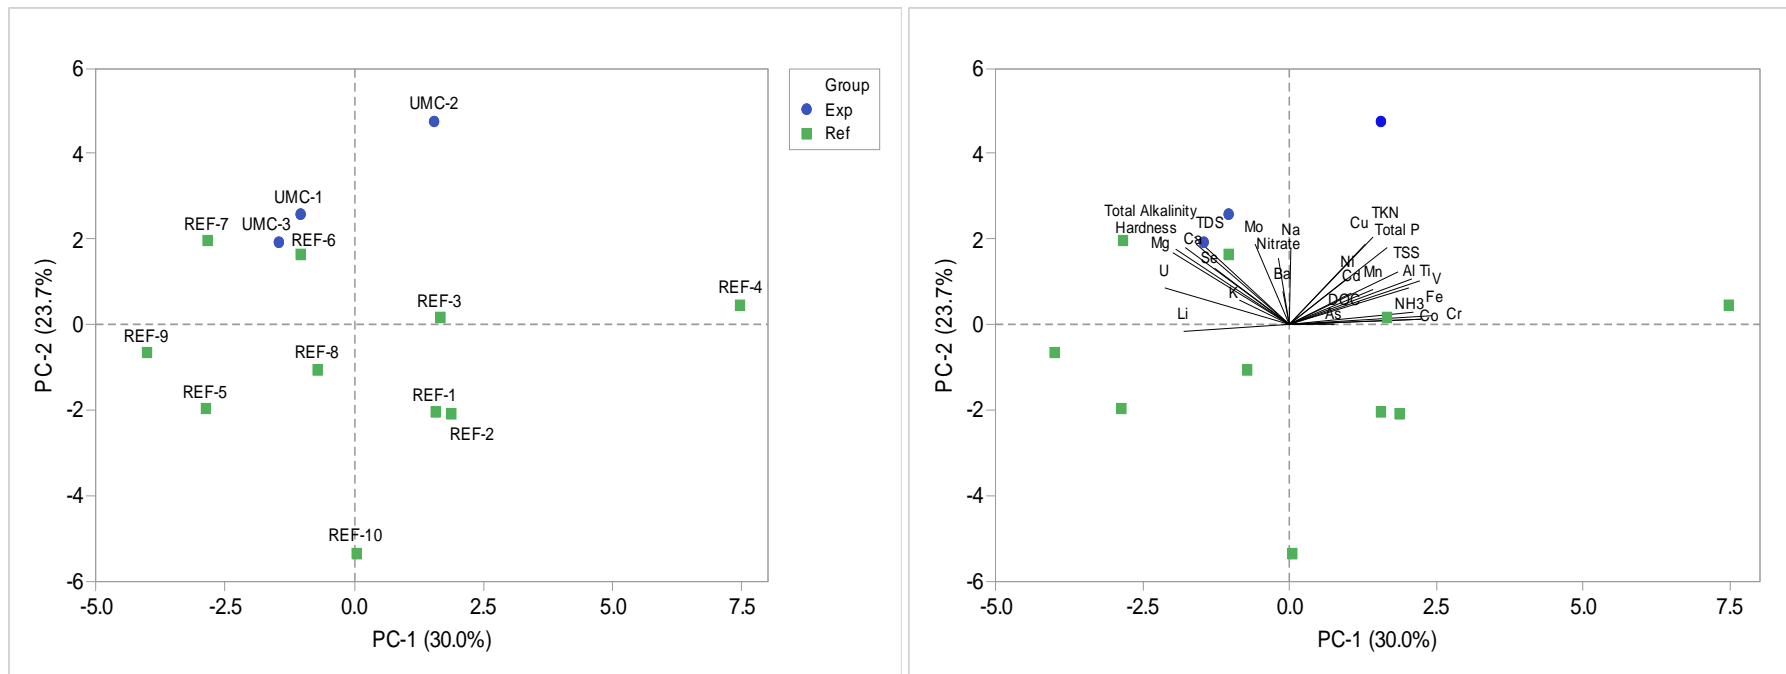 6
4
2
0
-2
-4
-6
-5.0
-2.5
0.0
2.5
5.0
7.5
PC-1 (30.0%)
PC-2 (23.7%)
UMC-2
UMC-1
UMC-3
REF-7
REF-6
REF-3
REF-4
REF-9
REF-8
REF-5
REF-1
REF-2
REF-10
Group
Exp
Ref
6
4
2
0
-2
-4
-6
-5.0
-2.5
0.0
2.5
5.0
7.5
PC-1 (30.0%)
PC-2 (23.7%)
Total Alkalinity
Hardness
TDS
Mg
Ca
Se
U
K
Li
Mo
Na
Nitrate
Ba
Cu
TKN
Total P
TSS
Ni
Cd
Mn
Al
Ti
V
DOC
NH3
Fe
As
Co
Cr